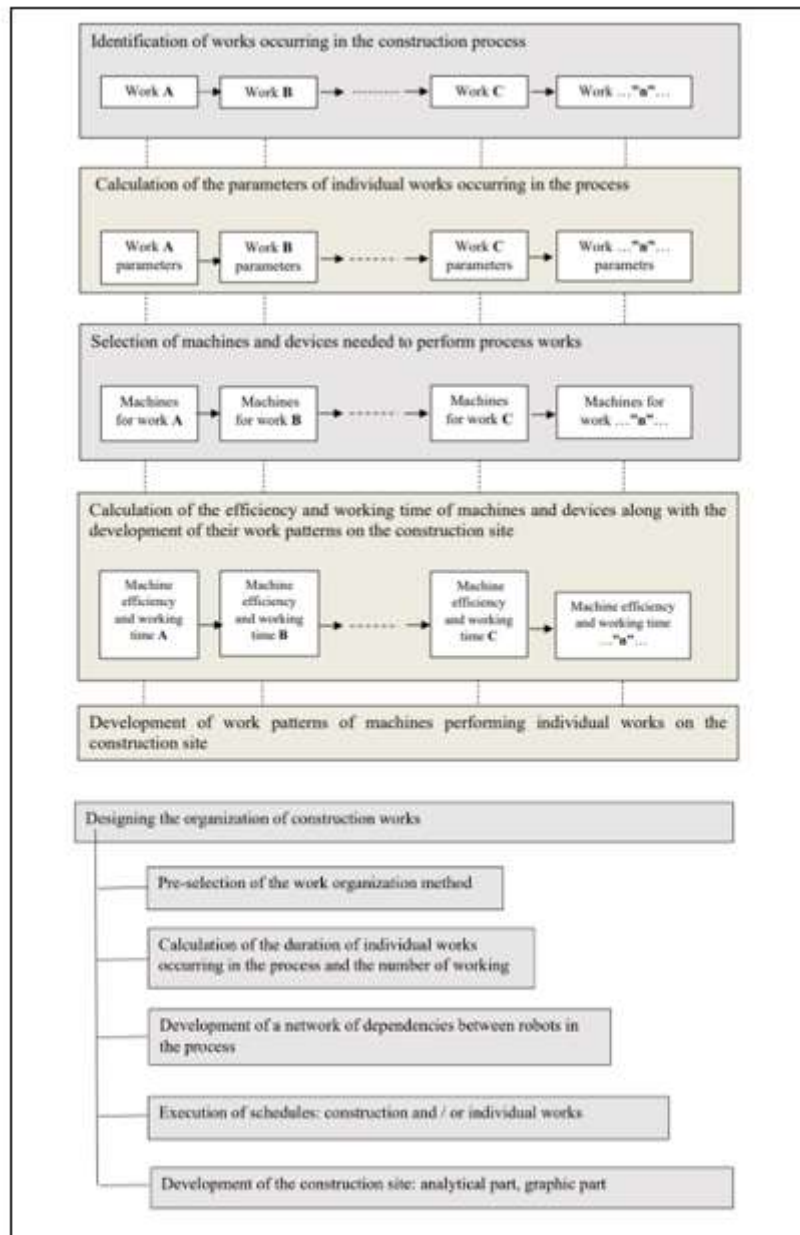 Identification of works occurring in the construction process
Work A
Work B
Work C
Work ..."n"...
Calculation of the parameters of individual works occurring in the process
Work A
parameters
Work B
parameters
Work C
parameters
Work ..."n"...
parametrs
Selection of machines and devices needed to perform process works
Machines
for work A
Machines
for work B
Machines
for work C
Machines for
work ..."n"...
Calculation of the efficiency and working time of machines and devices along with the
development of their work patterns on the construction site
Machine
efficiency
and working
time A
Machine
efficiency
and working
time B
Machine
efficiency
and working
time C
Machine efficiency
and working time
..."n"...
Development of work patterns of machines performing individual works on the
construction site
Designing the organization of construction works
Pre-selection of the work organization method
Calculation of the duration of individual works
occurring in the process and the number of working
Development of a network of dependencies between robots in
the process
Execution of schedules: construction and / or individual works
Development of the construction site: analytical part, graphic part